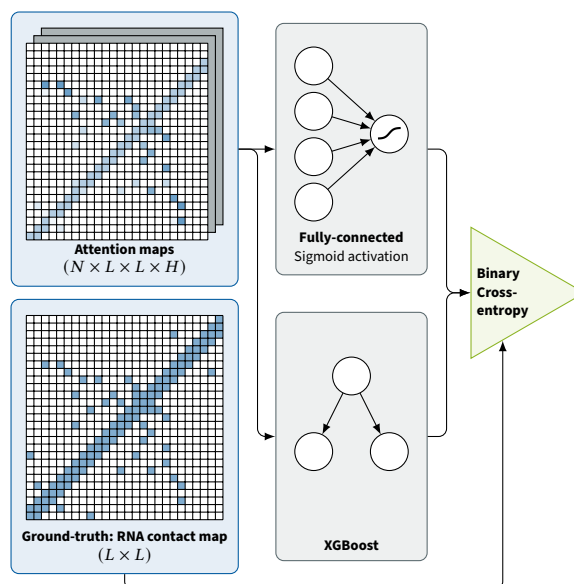 Attention maps
(N × L × L × H)
Fully-connected
Sigmoid activation
Binary
Cross-
entropy
Ground-truth: RNA contact map
(L × L)
XGBoost